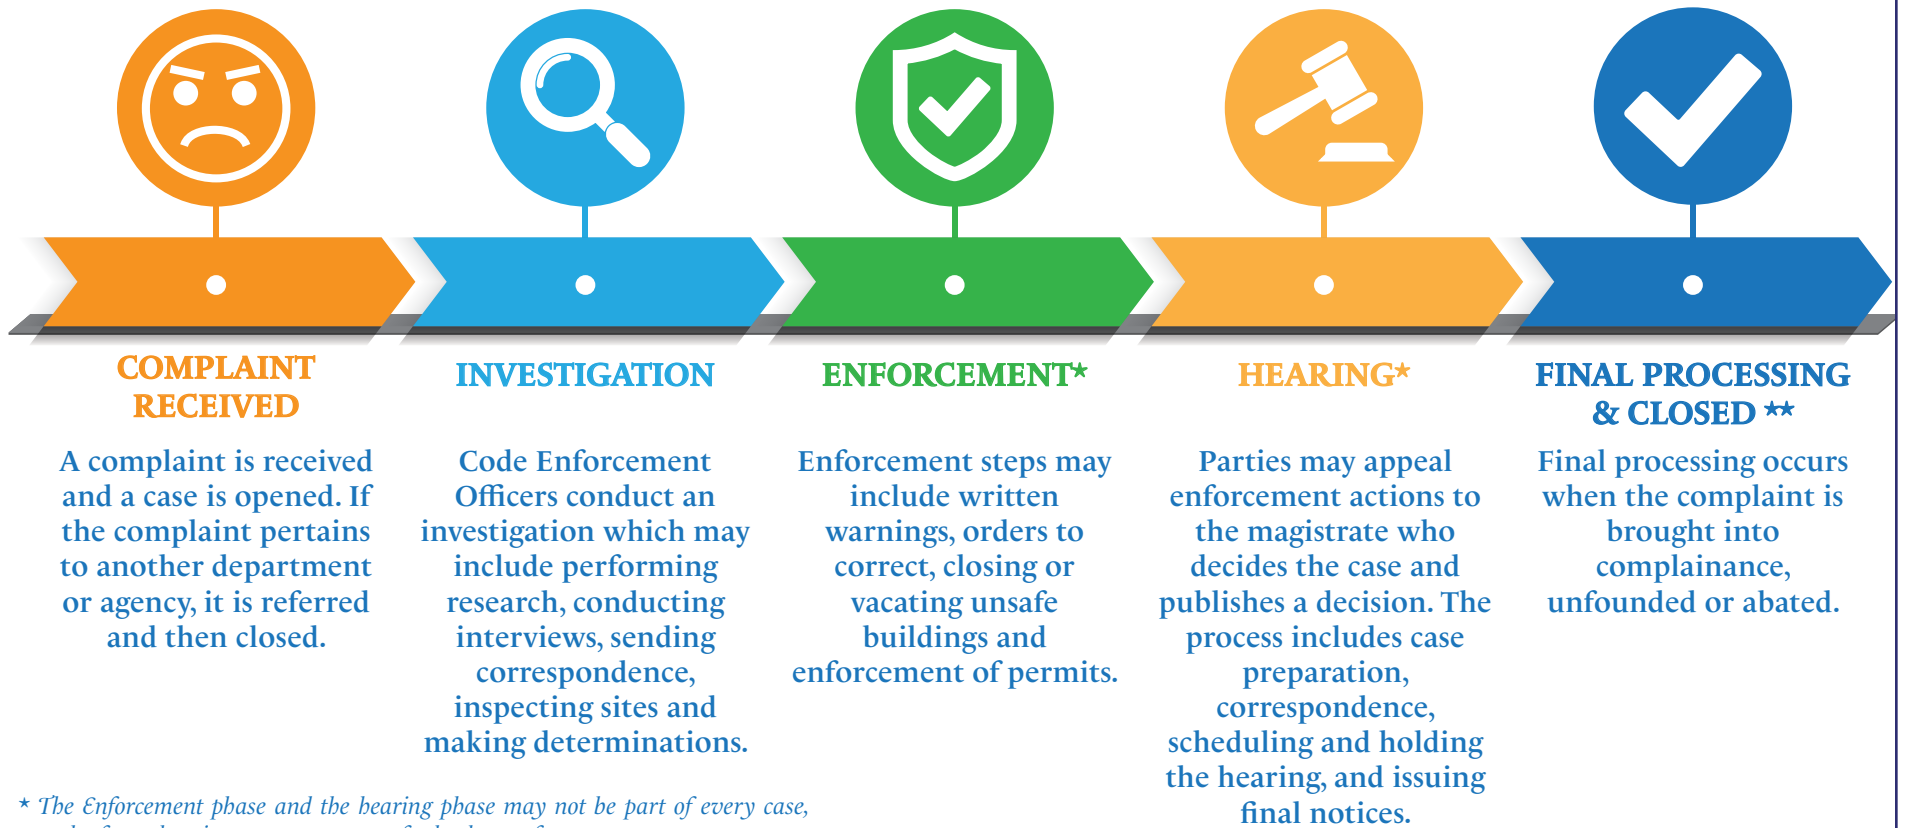 COMPLAINT
RECEIVED
A complaint is received
and a case is opened. If
the complaint pertains
to another department
or agency, it is referred
and then closed.
INVESTIGATION
Code Enforcement
Officers conduct an
investigation which may
include performing
research, conducting
interviews, sending
correspondence,
inspecting sites and
making determinations.
ENFORCEMENT★
Enforcement steps may
include written
warnings, orders to
correct, closing or
vacating unsafe
buildings and
enforcement of permits.
HEARING★
Parties may appeal
enforcement actions to
the magistrate who
decides the case and
publishes a decision. The
process includes case
preparation,
correspondence,
scheduling and holding
the hearing, and issuing
final notices.
FINAL PROCESSING
& CLOSED ★★
Final processing occurs
when the complaint is
brought into
complainance,
unfounded or abated.
★ The Enforcement phase and the hearing phase may not be part of every case,